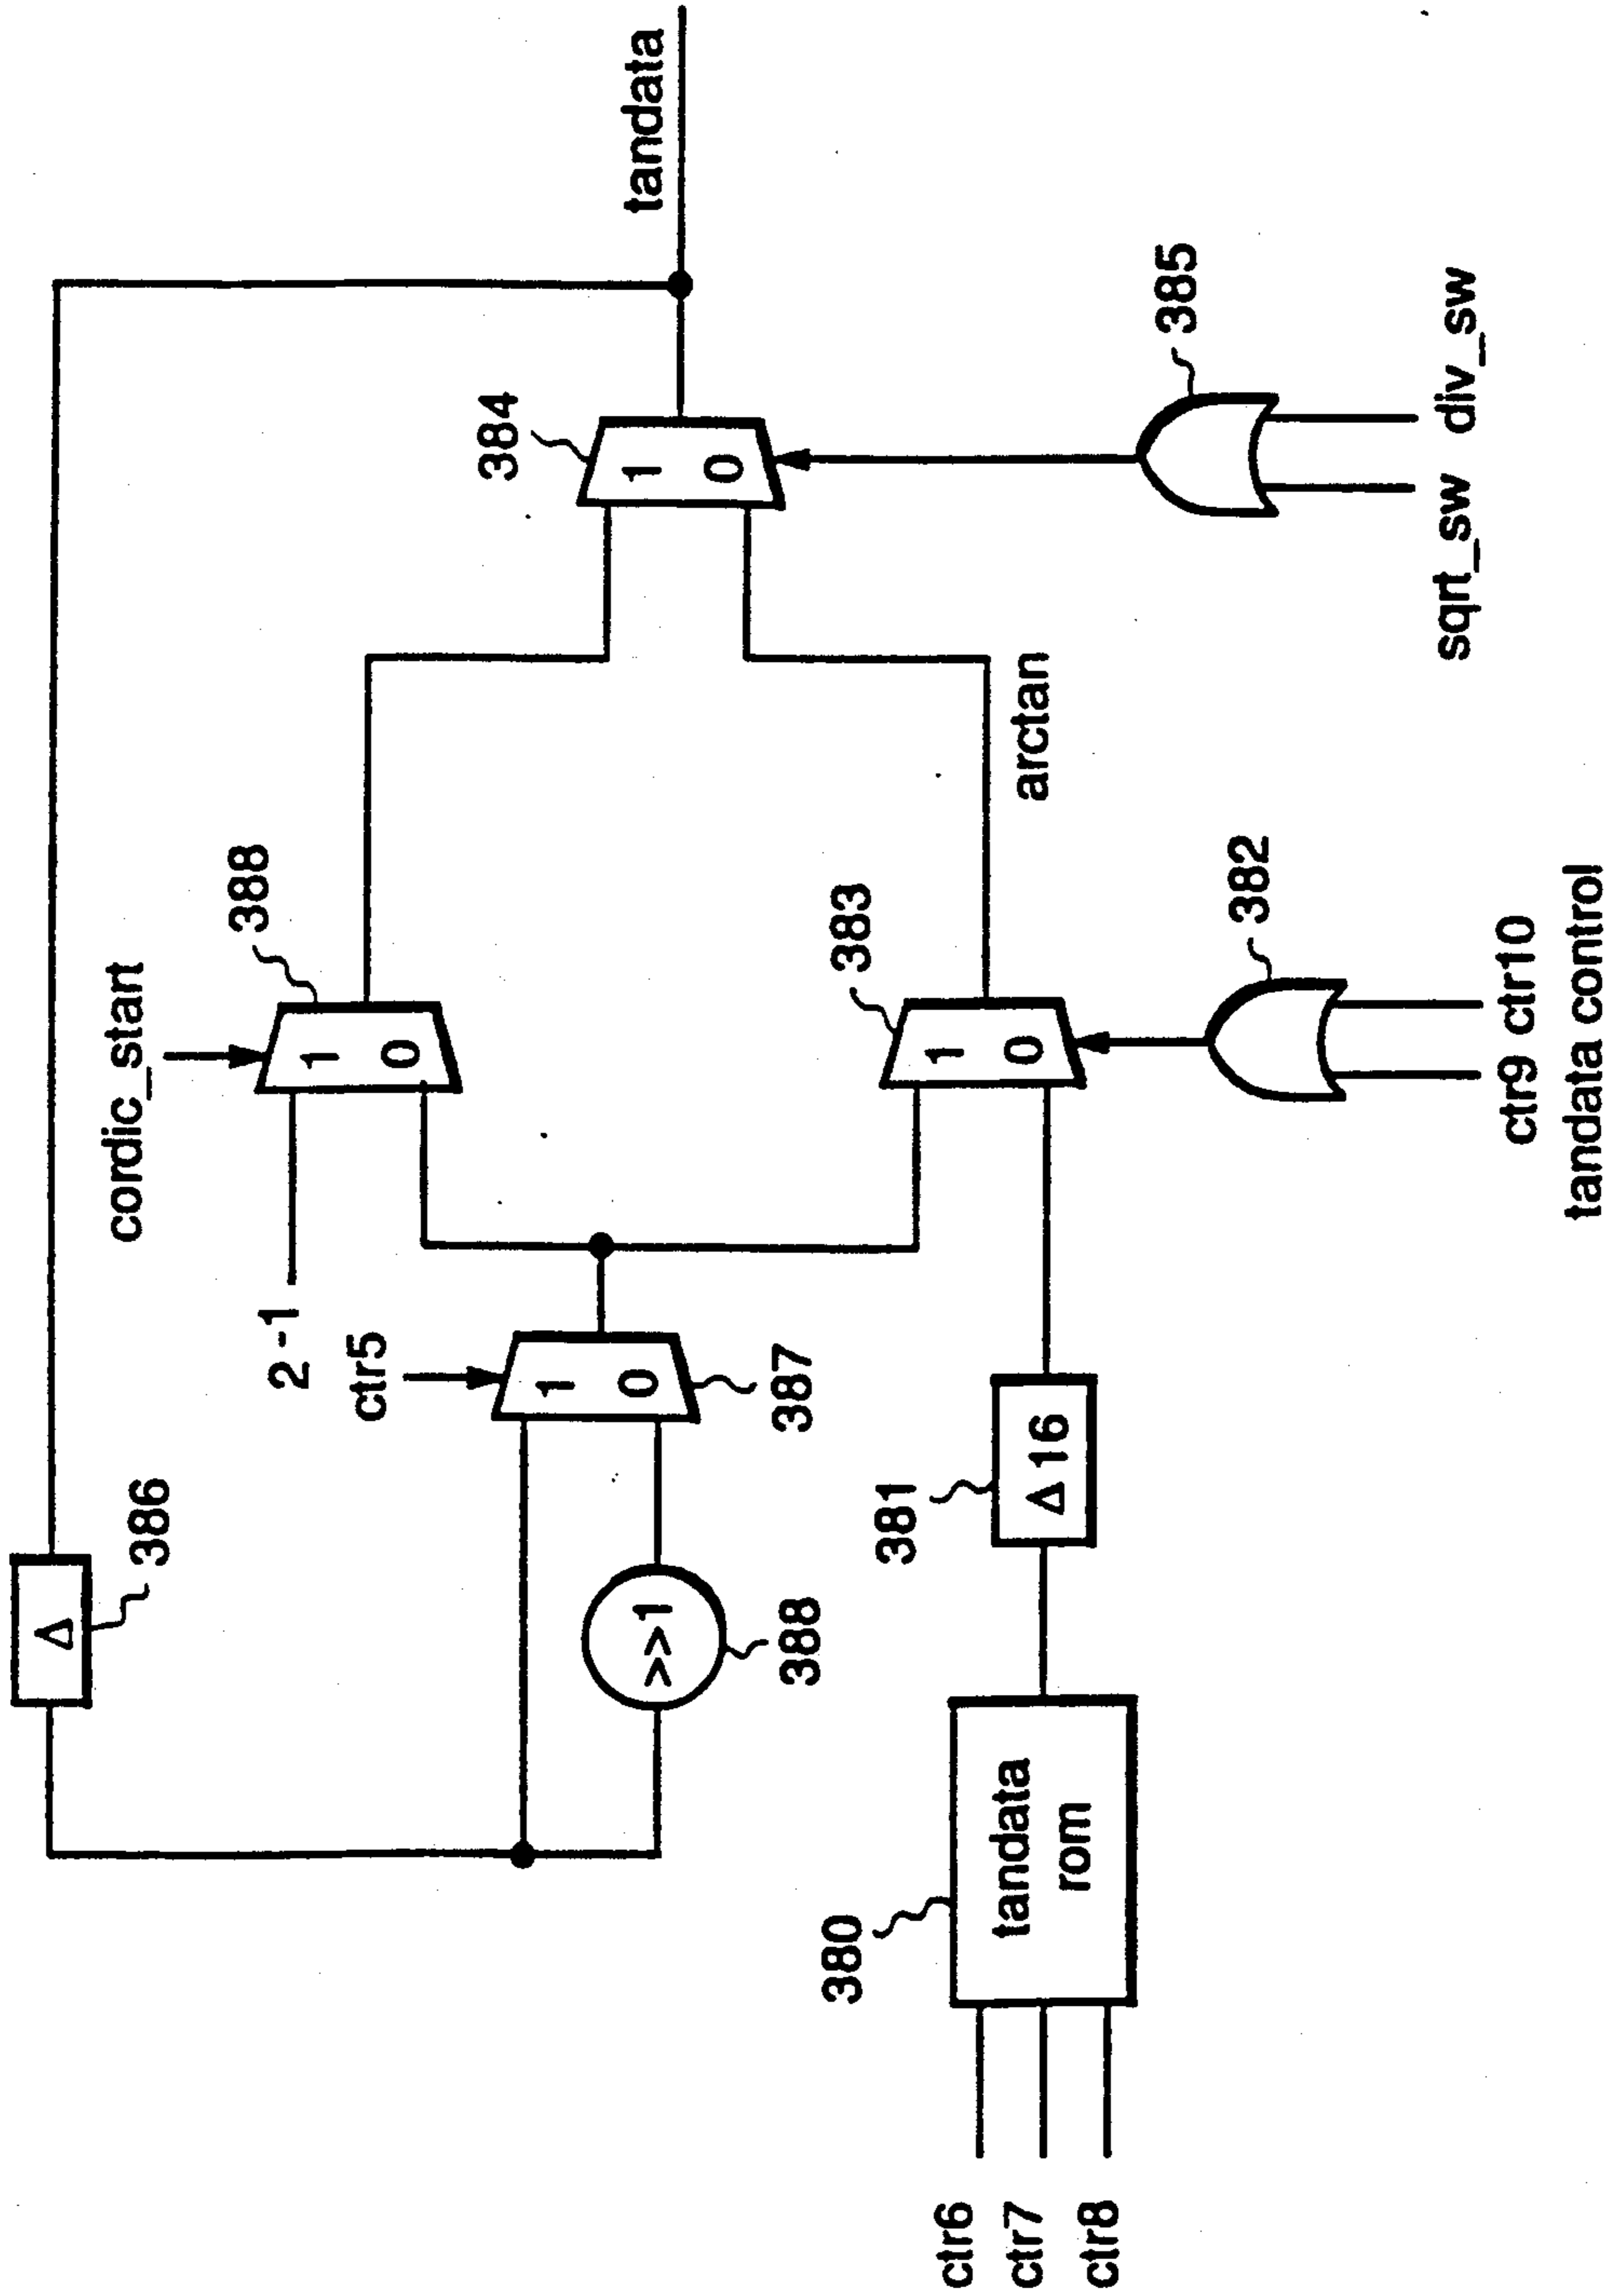 Δ
386
cordic_start
388
1
0
2-1
ctr5
1
0
387
>>1
388
384
1
0
tandata
380
tandata
rom
ctr6
ctr7
ctr8
381
Δ 16
383
1
0
arctan
382
ctr9 ctr10
tandata control
385
sqrt_sw div_sw